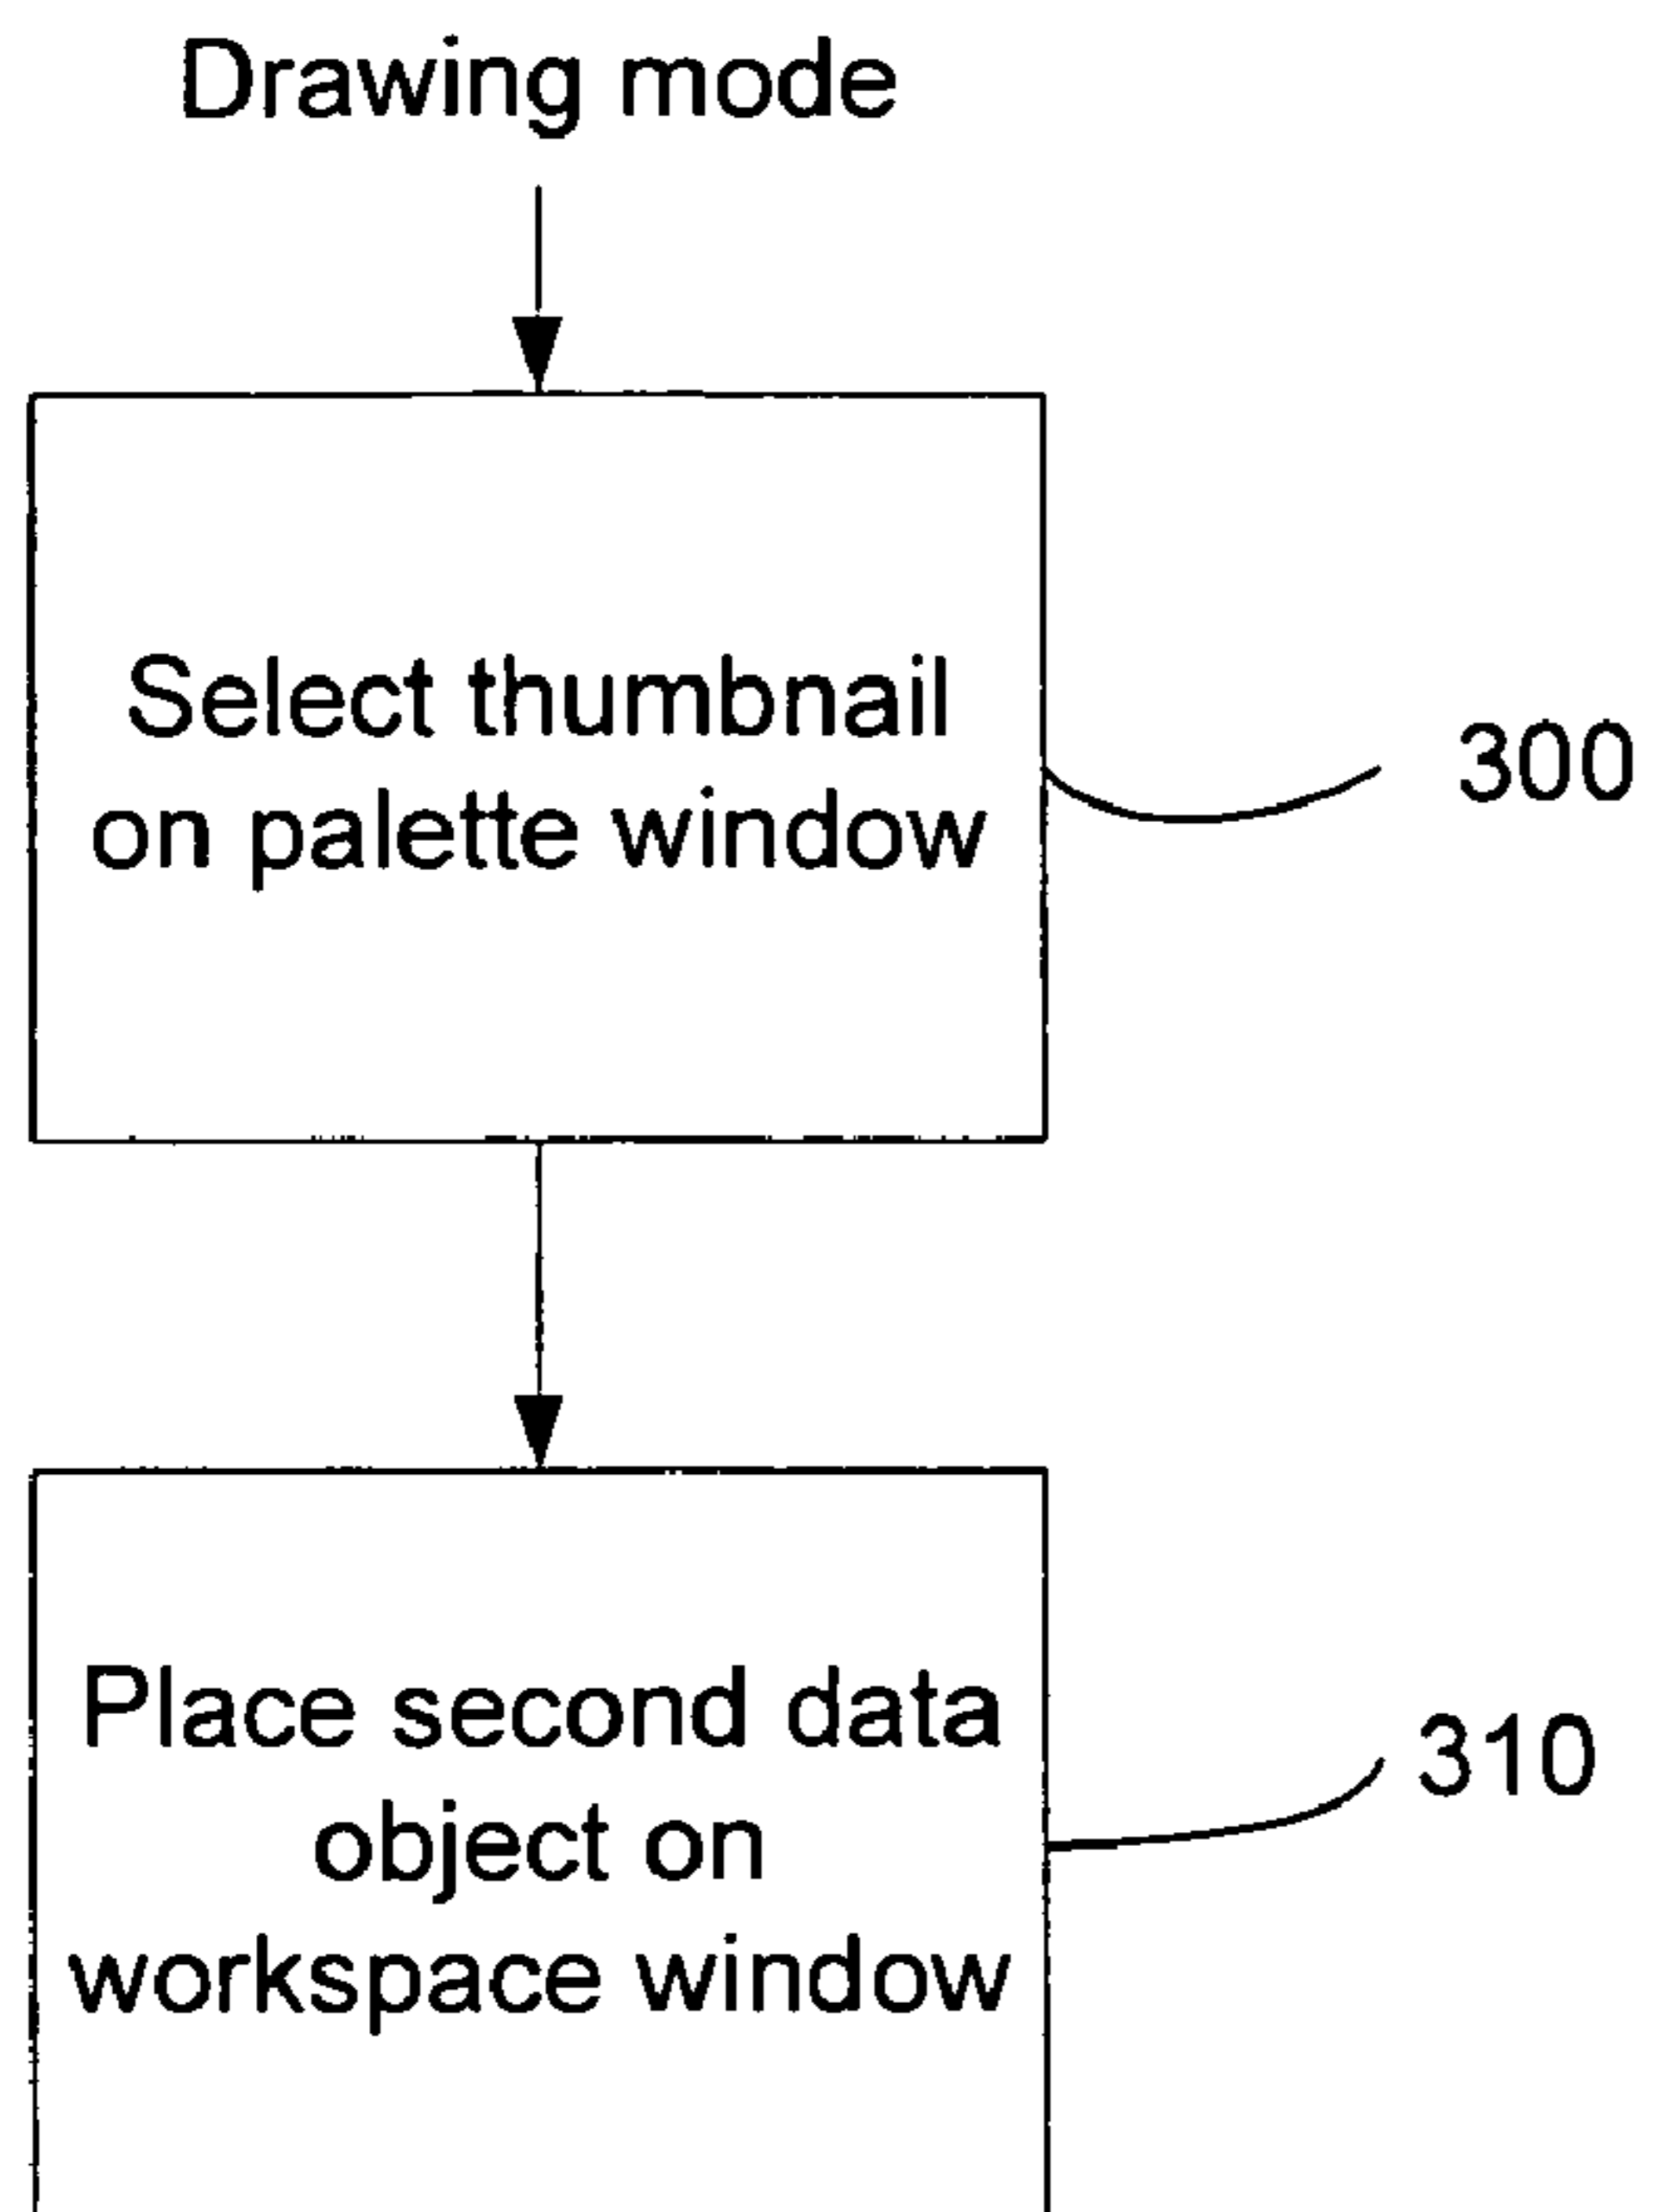 Drawing mode
Select thumbnail
on palette window
300
Place second data
object on
workspace window
310